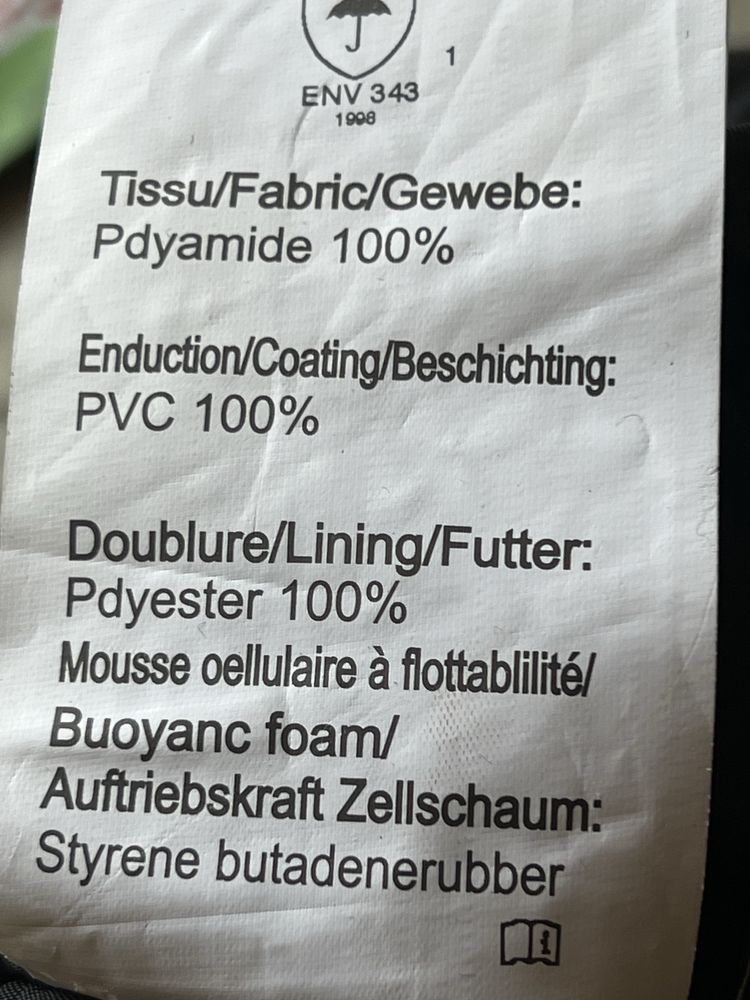 1
ENV 343
1998
Tissu/Fabric/Gewebe:
Pdyamide 100%
Enduction/Coating/Beschichting:
PVC 100%
Doublure/Lining/Futter:
Pdyester 100%
Mousse oellulaire à flottablilité/
Buoyanc foam/
Auftriebskraft Zellschaum:
Styrene butadenerubber
i